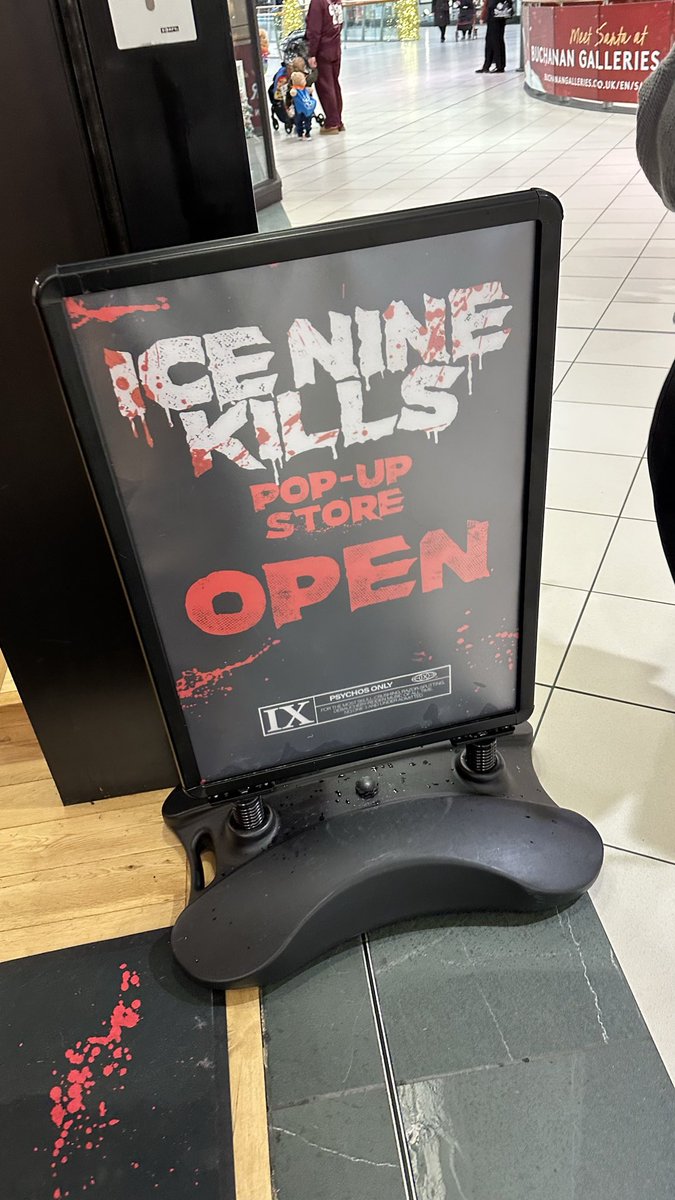 Meet Santa at
BUCHANAN GALLERIES
ICE NINE
KILLS
POP-UP
STORE
OPEN
IX
PSYCHOS ONLY